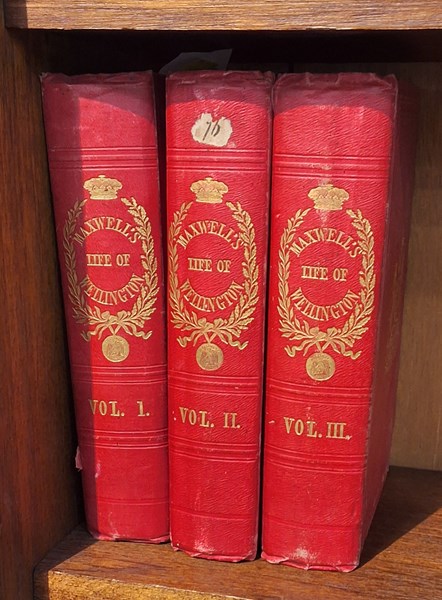 MAXWELL'S
LIFE OF
WELLINGTON
VOL. I.
MAXWELL'S
LIFE OF
WELLINGTON
VOL. II.
MAXWELL'S
LIFE OF
WELLINGTON
VOL. III.